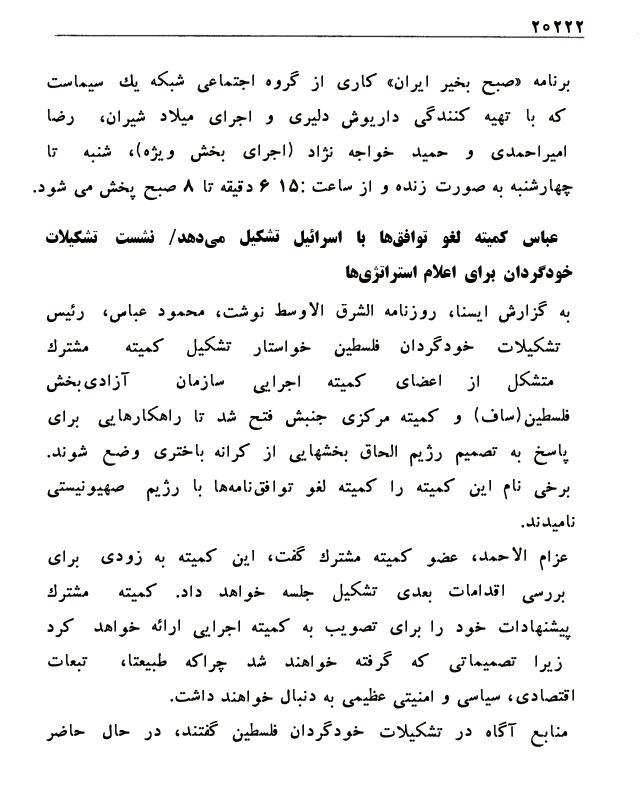 ۲۰۲۲۲
برنامه «صبح بخیر ایران» کاری از گروه اجتماعی شبکه یك سیماست
که با تهیه کنندگی داریوش دلیری و اجرای میلاد شیران، رضا
امیراحمدی و حمید خواجه نژاد (اجرای بخش ویژه)، شنبه تا
چهارشنبه به صورت زنده و از ساعت :۱۵ ۶ دقیقه تا ۸ صبح پخش می شود.
عباس کمیته لغو توافق‌ها با اسرائیل تشکیل می‌دهد/ نشست تشکیلات
خودگردان برای اعلام استراتژی‌ها
به گزارش ایسنا، روزنامه الشرق الاوسط نوشت، محمود عباس، رئیس
تشکیلات خودگردان فلسطین خواستار تشکیل کمیته مشترك
متشکل از اعضای کمیته اجرایی سازمان آزادی‌بخش
فلسطین(ساف) و کمیته مرکزی جنبش فتح شد تا راهکارهایی برای
پاسخ به تصمیم رژیم الحاق بخشهایی از کرانه باختری وضع شوند.
برخی نام این کمیته را کمیته لغو توافق‌نامه‌ها با رژیم صهیونیستی
نامیدند.
عزام الاحمد، عضو کمیته مشترك گفت، این کمیته به زودی برای
بررسی اقدامات بعدی تشکیل جلسه خواهد داد. کمیته مشترك
پیشنهادات خود را برای تصویب به کمیته اجرایی ارائه خواهد کرد
زیرا تصمیماتی که گرفته خواهند شد چراکه طبیعتا، تبعات
اقتصادی، سیاسی و امنیتی عظیمی به دنبال خواهند داشت.
منابع آگاه در تشکیلات خودگردان فلسطین گفتند، در حال حاضر